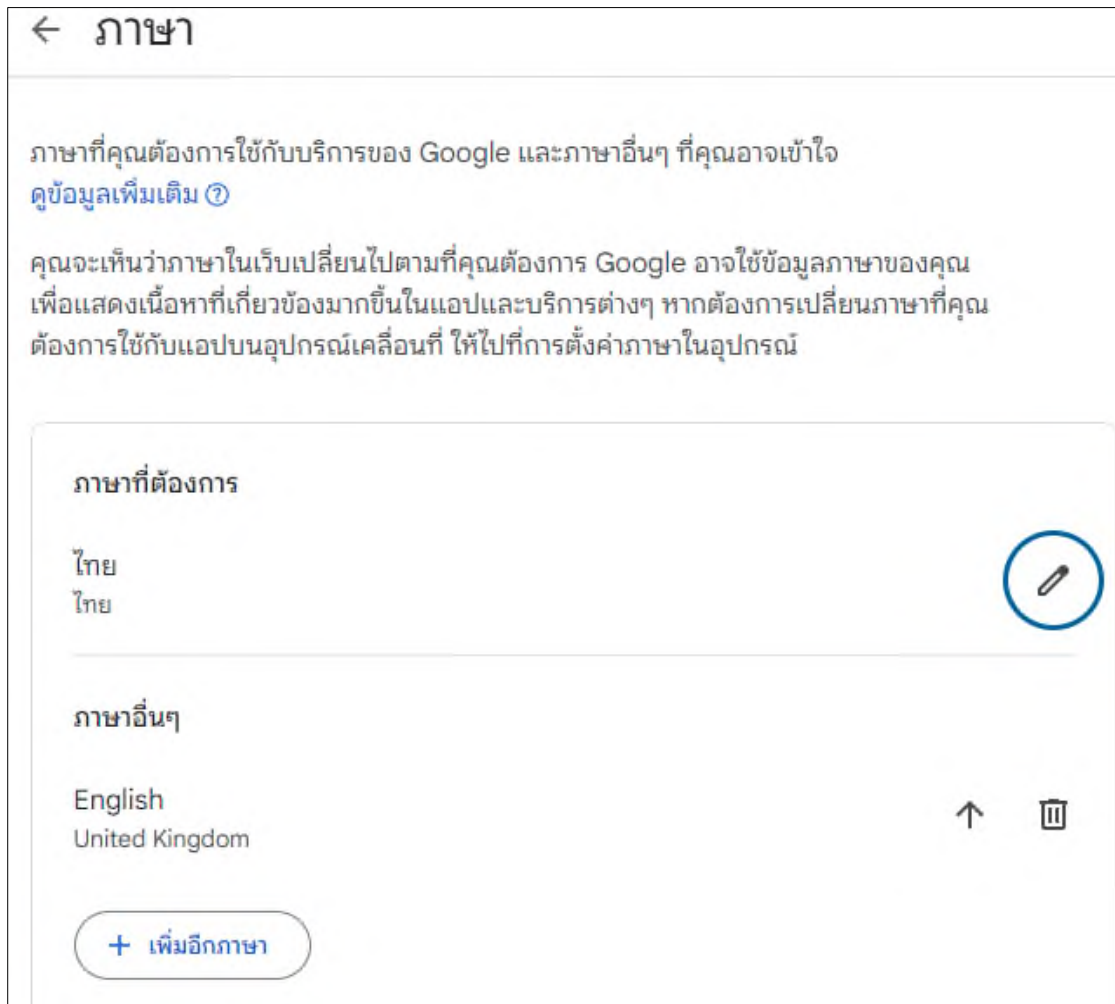 ภาษา
ภาษาที่คุณต้องการใช้กับบริการของ Google และภาษาอื่นๆ ที่คุณอาจเข้าใจ
ดูข้อมูลเพิ่มเติม
คุณจะเห็นว่าภาษาในเว็บเปลี่ยนไปตามที่คุณต้องการ Google อาจใช้ข้อมูลภาษาของคุณ
เพื่อแสดงเนื้อหาที่เกี่ยวข้องมากขึ้นในแอปและบริการต่างๆ หากต้องการเปลี่ยนภาษาที่คุณ
ต้องการใช้กับแอปบนอุปกรณ์เคลื่อนที่ ให้ไปที่การตั้งค่าภาษาในอุปกรณ์
ภาษาที่ต้องการ
ไทย
ไทย
ภาษาอื่นๆ
English
United Kingdom
+ เพิ่มอีกภาษา